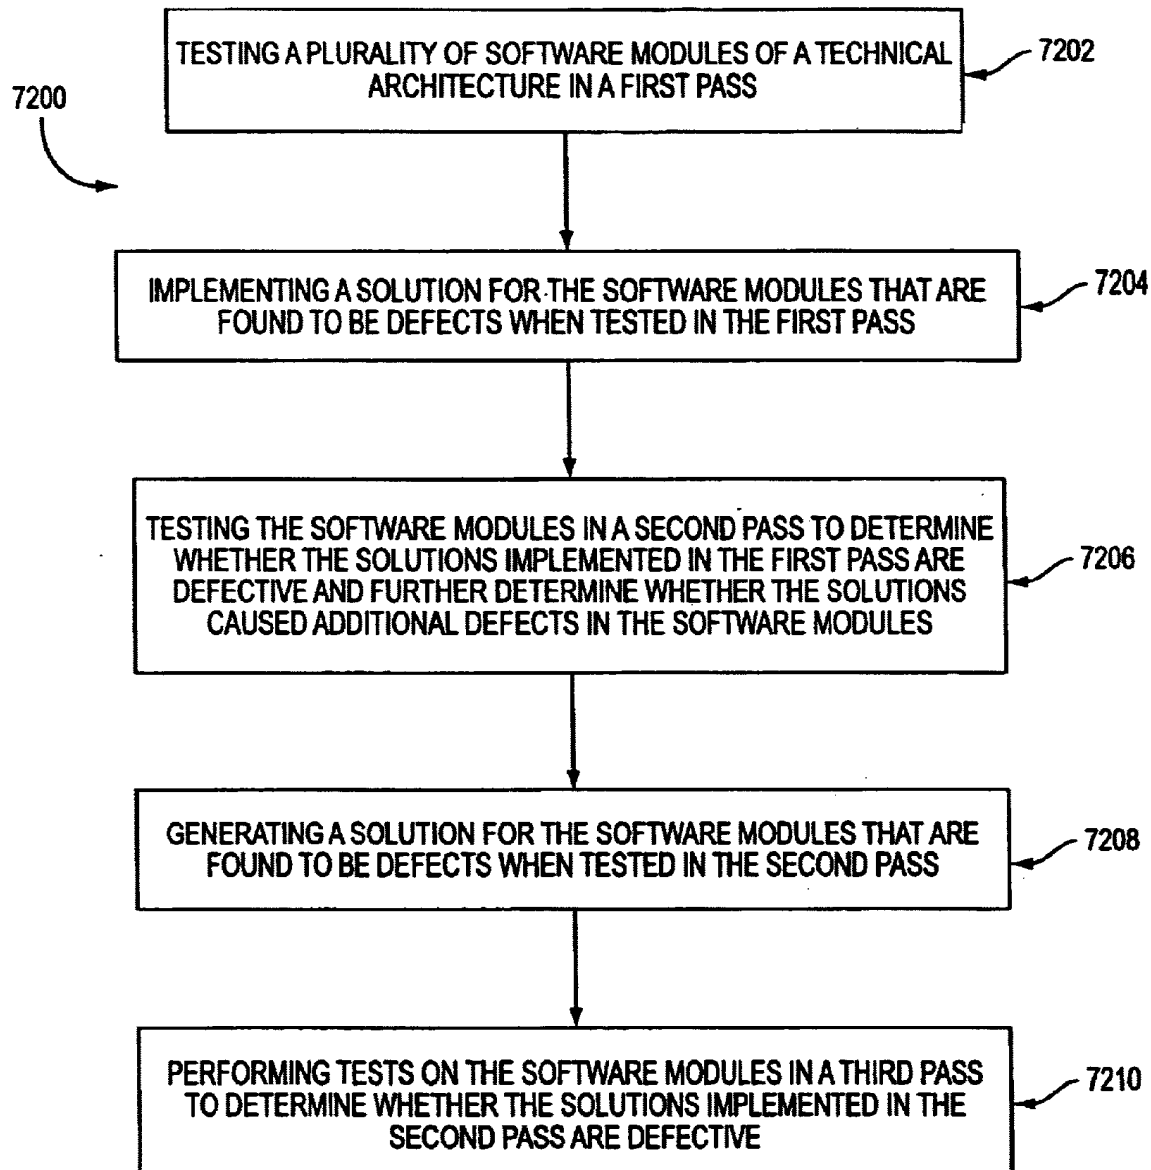 TESTING A PLURALITY OF SOFTWARE MODULES OF A TECHNICAL
ARCHITECTURE IN A FIRST PASS
7202
7200
IMPLEMENTING A SOLUTION FOR THE SOFTWARE MODULES THAT ARE
FOUND TO BE DEFECTS WHEN TESTED IN THE FIRST PASS
7204
TESTING THE SOFTWARE MODULES IN A SECOND PASS TO DETERMINE
WHETHER THE SOLUTIONS IMPLEMENTED IN THE FIRST PASS ARE
DEFECTIVE AND FURTHER DETERMINE WHETHER THE SOLUTIONS
CAUSED ADDITIONAL DEFECTS IN THE SOFTWARE MODULES
7206
GENERATING A SOLUTION FOR THE SOFTWARE MODULES THAT ARE
FOUND TO BE DEFECTS WHEN TESTED IN THE SECOND PASS
7208
PERFORMING TESTS ON THE SOFTWARE MODULES IN A THIRD PASS
TO DETERMINE WHETHER THE SOLUTIONS IMPLEMENTED IN THE
SECOND PASS ARE DEFECTIVE
7210